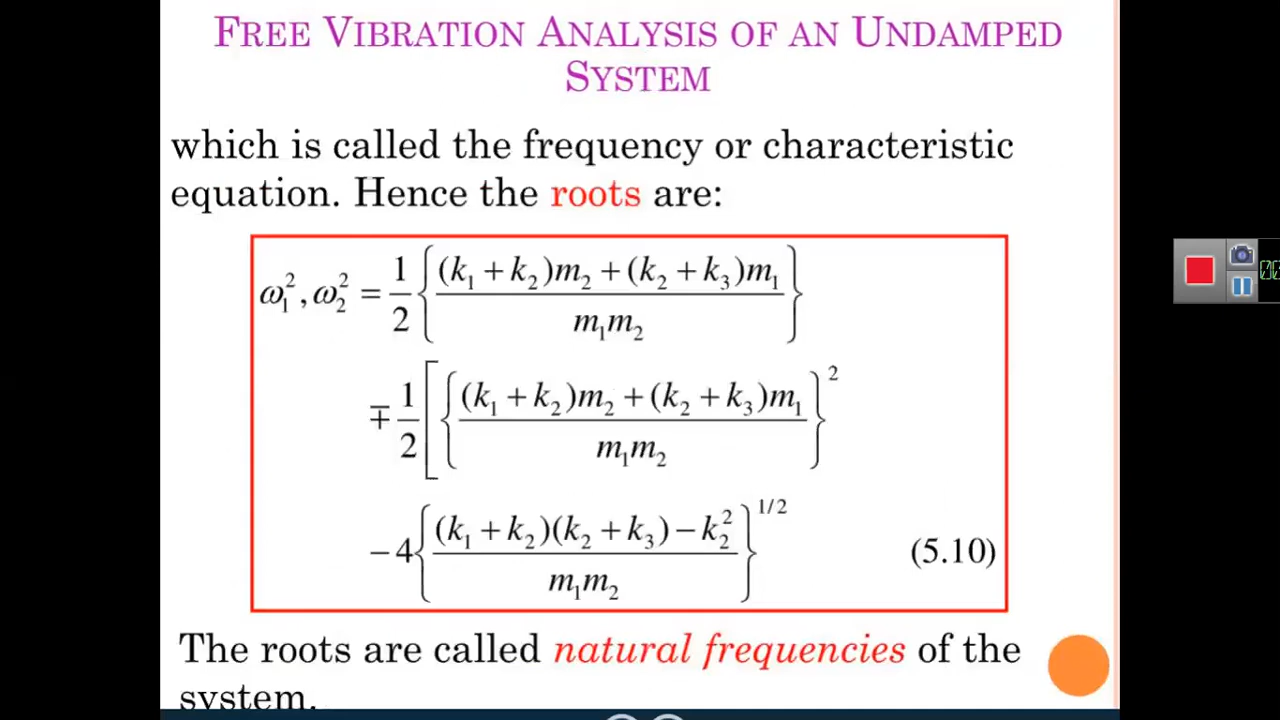 FREE VIBRATION ANALYSIS OF AN UNDAMPED
SYSTEM
which is called the frequency or characteristic
equation. Hence the roots are:
ω₁², ω₂² = 1/2 { ((k₁ + k₂)m₂ + (k₂ + k₃)m₁) / (m₁m₂) }
∓ 1/2 [ { ((k₁ + k₂)m₂ + (k₂ + k₃)m₁) / (m₁m₂) }²
− 4 { ((k₁ + k₂)(k₂ + k₃) − k₂²) / (m₁m₂) }^1/2 (5.10)
The roots are called natural frequencies of the
system.